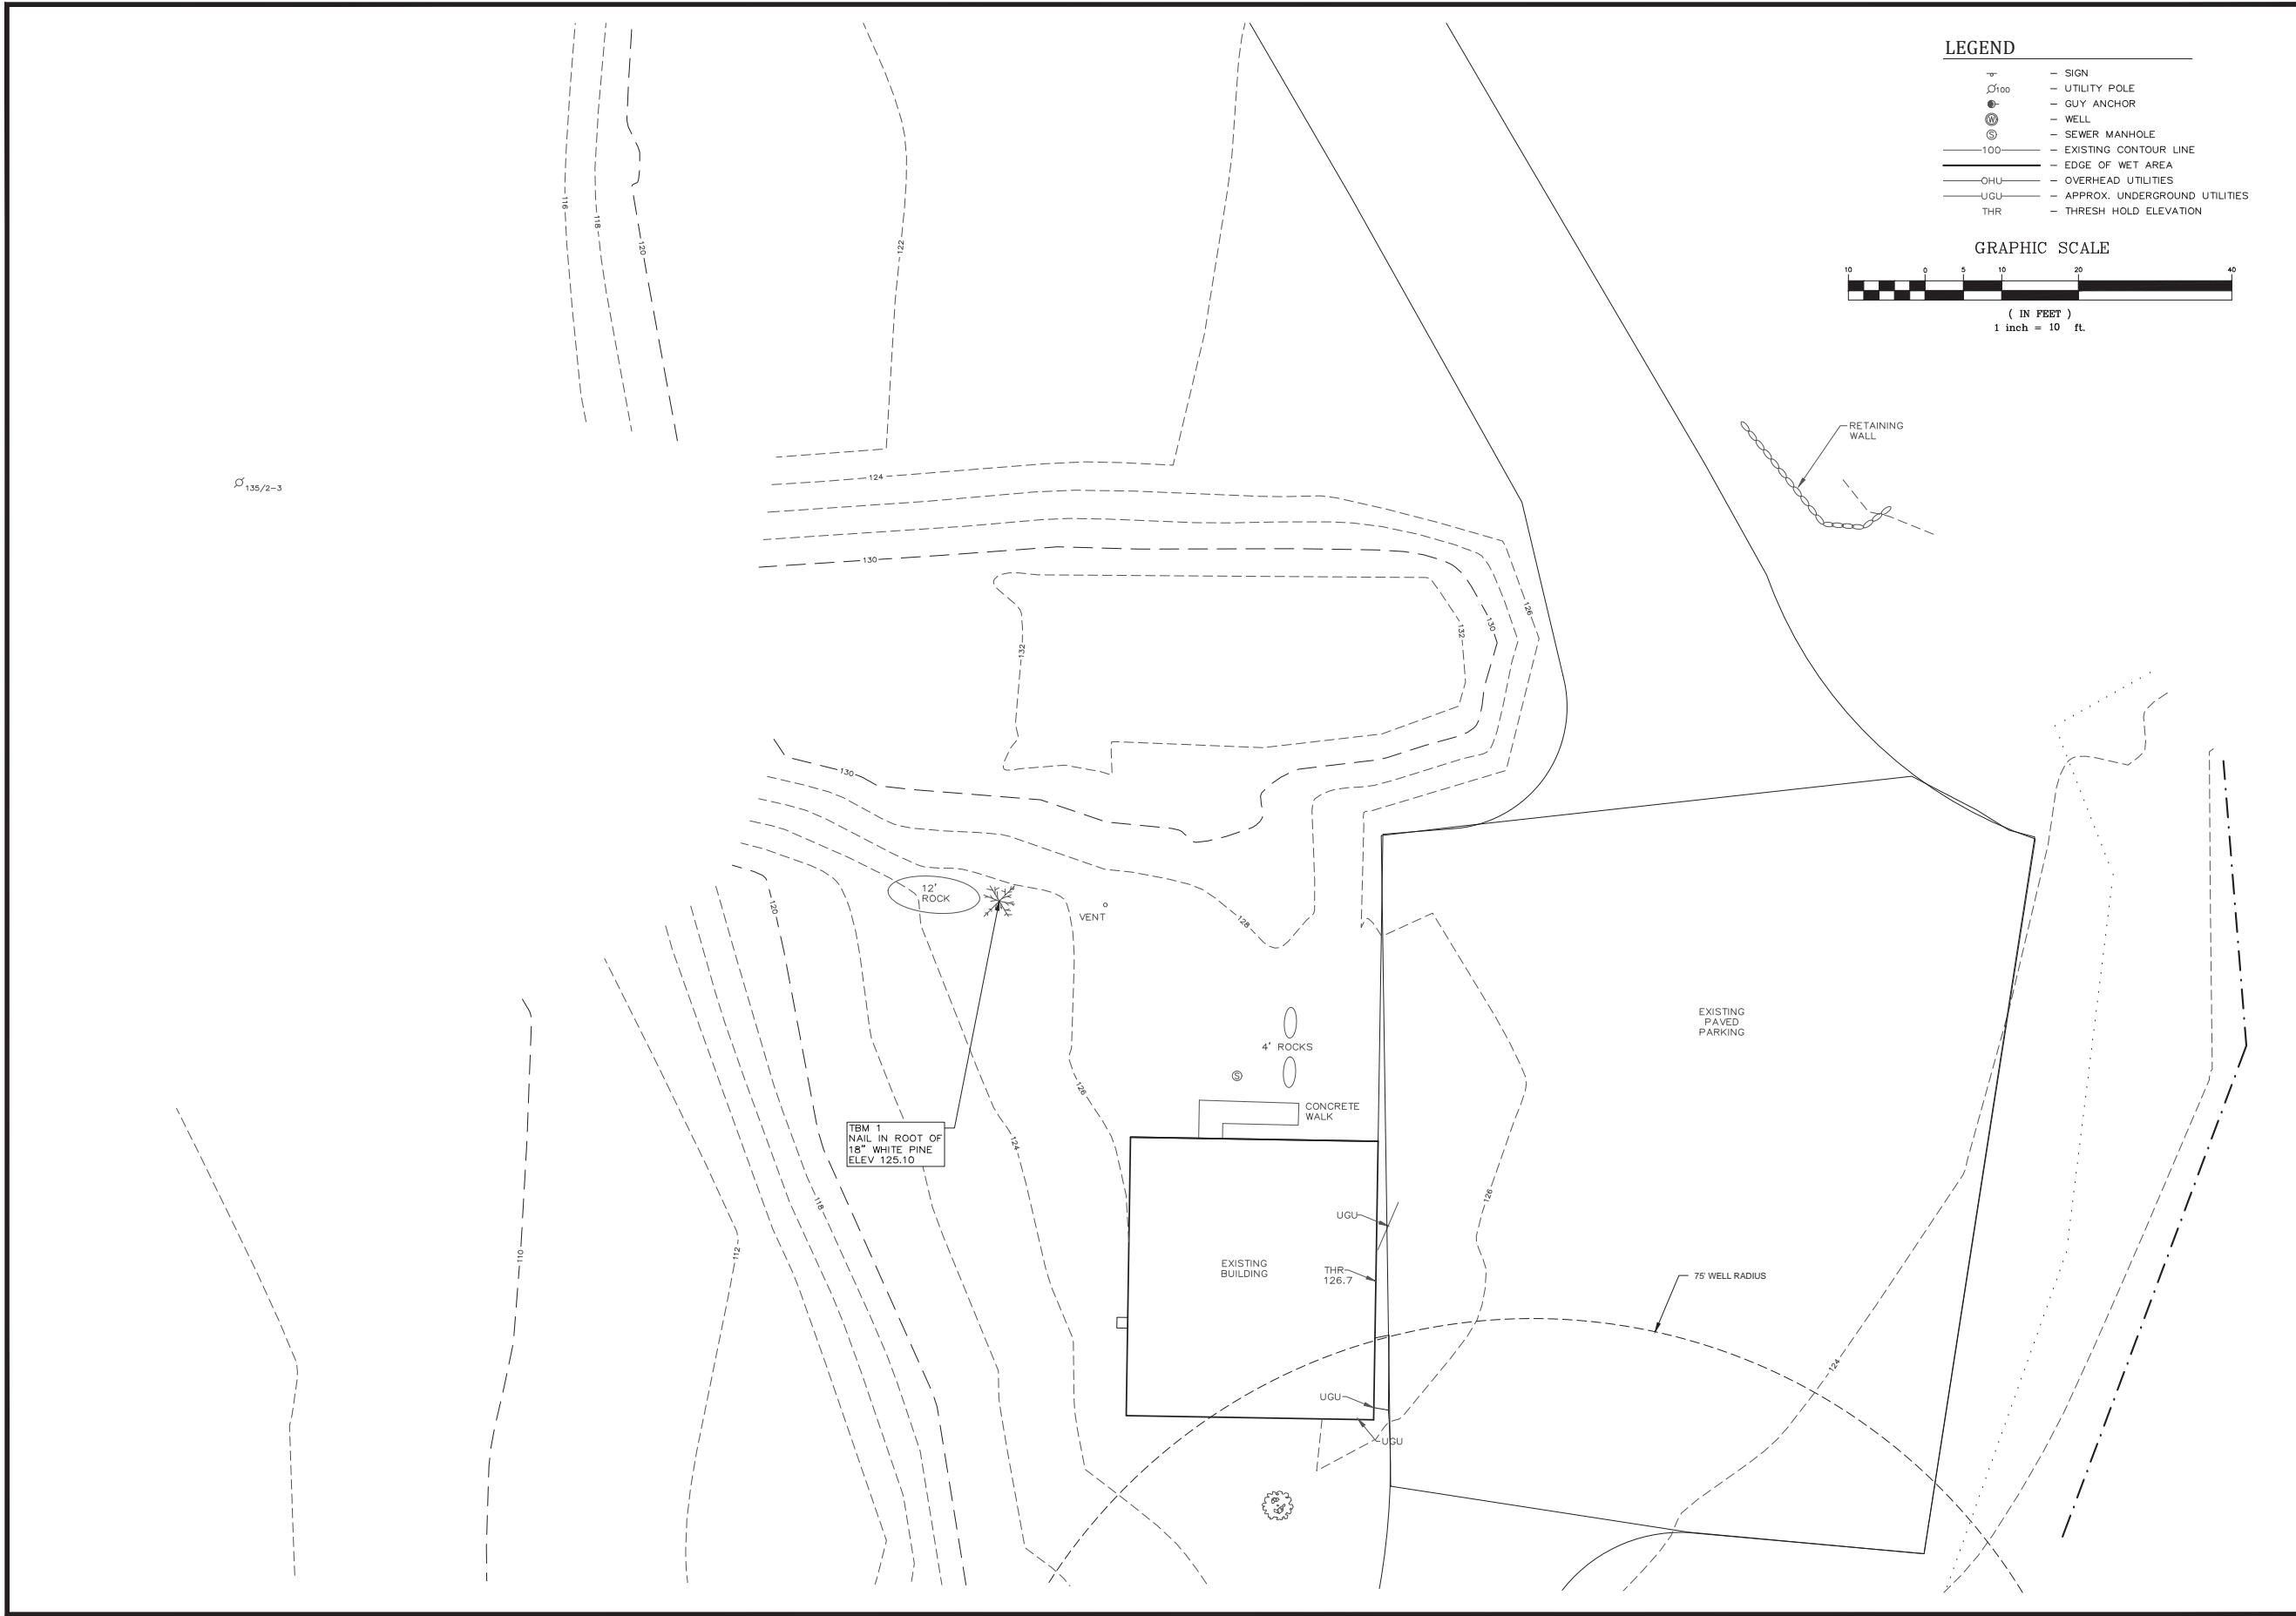 LEGEND
– SIGN
100 – UTILITY POLE
– GUY ANCHOR
W – WELL
S – SEWER MANHOLE
100 – EXISTING CONTOUR LINE
– EDGE OF WET AREA
OHU – OVERHEAD UTILITIES
UGU – APPROX. UNDERGROUND UTILITIES
THR – THRESH HOLD ELEVATION
GRAPHIC SCALE
10 0 5 10 20 40
( IN FEET )
1 inch = 10 ft.
116
118
120
122
RETAINING
WALL
124
135/2-3
130
126
130
132
132
130
12'
ROCK
120
VENT
128
EXISTING
PAVED
PARKING
4' ROCKS
S
126
CONCRETE
WALK
TBM 1
NAIL IN ROOT OF
18" WHITE PINE
ELEV 125.10
124
118
126
UGU
110
112
EXISTING
BUILDING
THR
126.7
75' WELL RADIUS
124
UGU
UGU